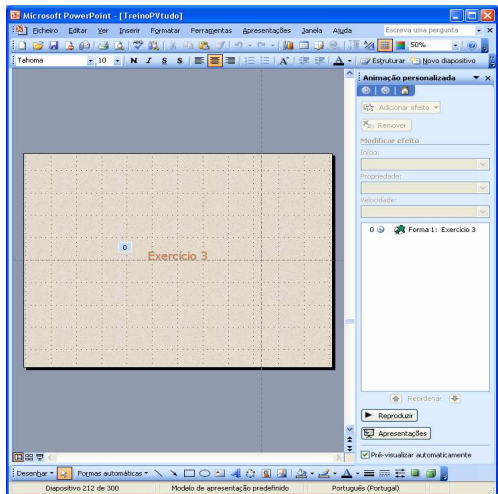 Microsoft PowerPoint - [TreinoPVtudo]
Ficheiro Editar Ver Inserir Formatar Ferramentas Apresentações Janela Ajuda Escreva uma pergunta
50%
Tahoma 10 N I S S Estruturar Novo diapositivo
Animação personalizada
Adicionar efeito
Remover
Modificar efeito
Início:
Propriedade:
Velocidade:
0 Forma 1: Exercício 3
0
Exercício 3
Reordenar
Reproduzir
Apresentações
Pré-visualizar automaticamente
Desenhar Formas automáticas
Diapositivo 212 de 300 Modelo de apresentação predefinido Português (Portugal)